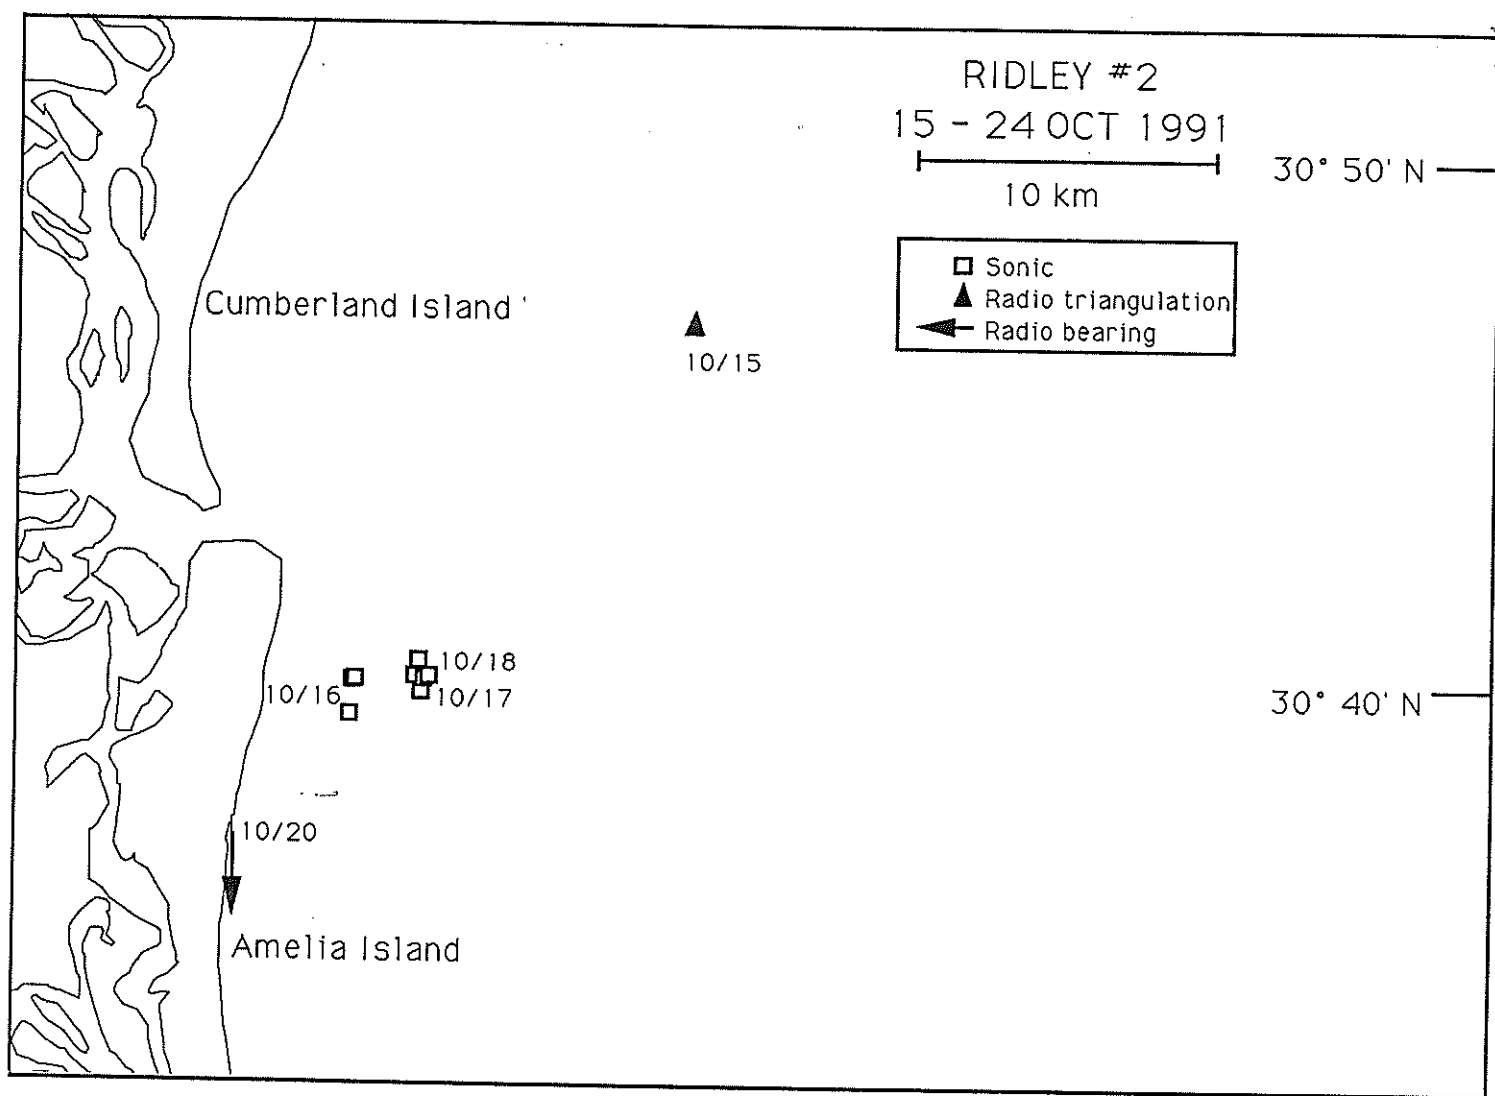 RIDLEY #2
15 - 24 OCT 1991
10 km
30° 50' N
Sonic
Radio triangulation
Radio bearing
Cumberland Island
10/15
10/18
10/16
10/17
30° 40' N
10/20
Amelia Island